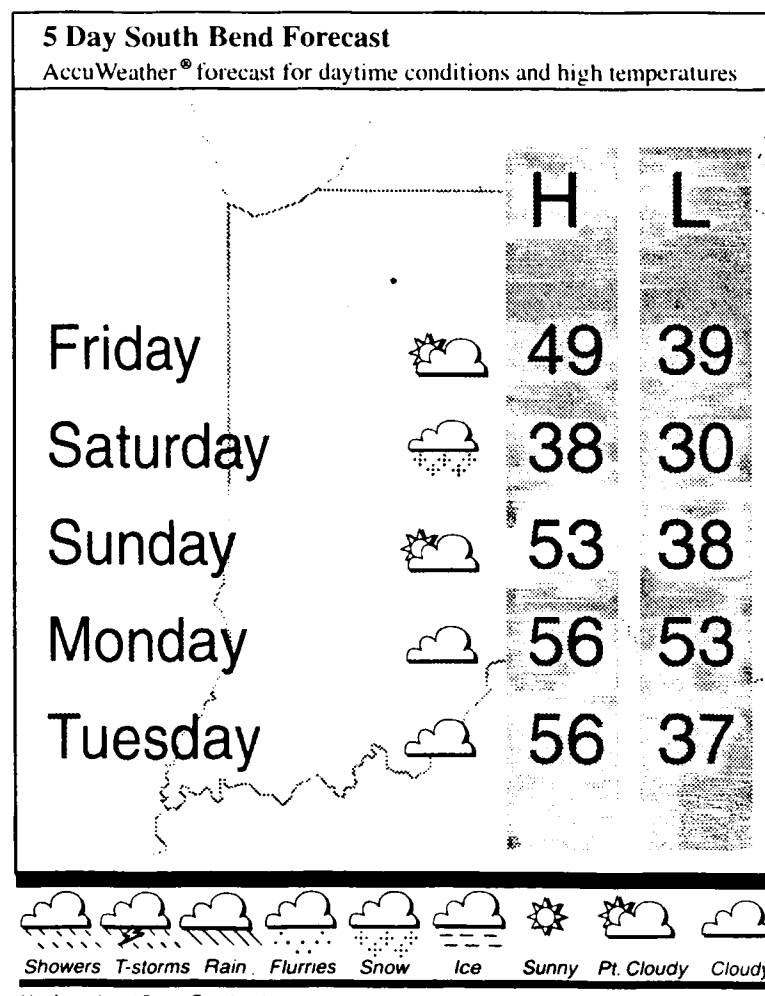 5 Day South Bend Forecast
AccuWeather® forecast for daytime conditions and high temperatures
H L
Friday 49 39
Saturday 38 30
Sunday 53 38
Monday 56 53
Tuesday 56 37
Showers T-storms Rain Flurries Snow Ice Sunny Pt. Cloudy Cloudy